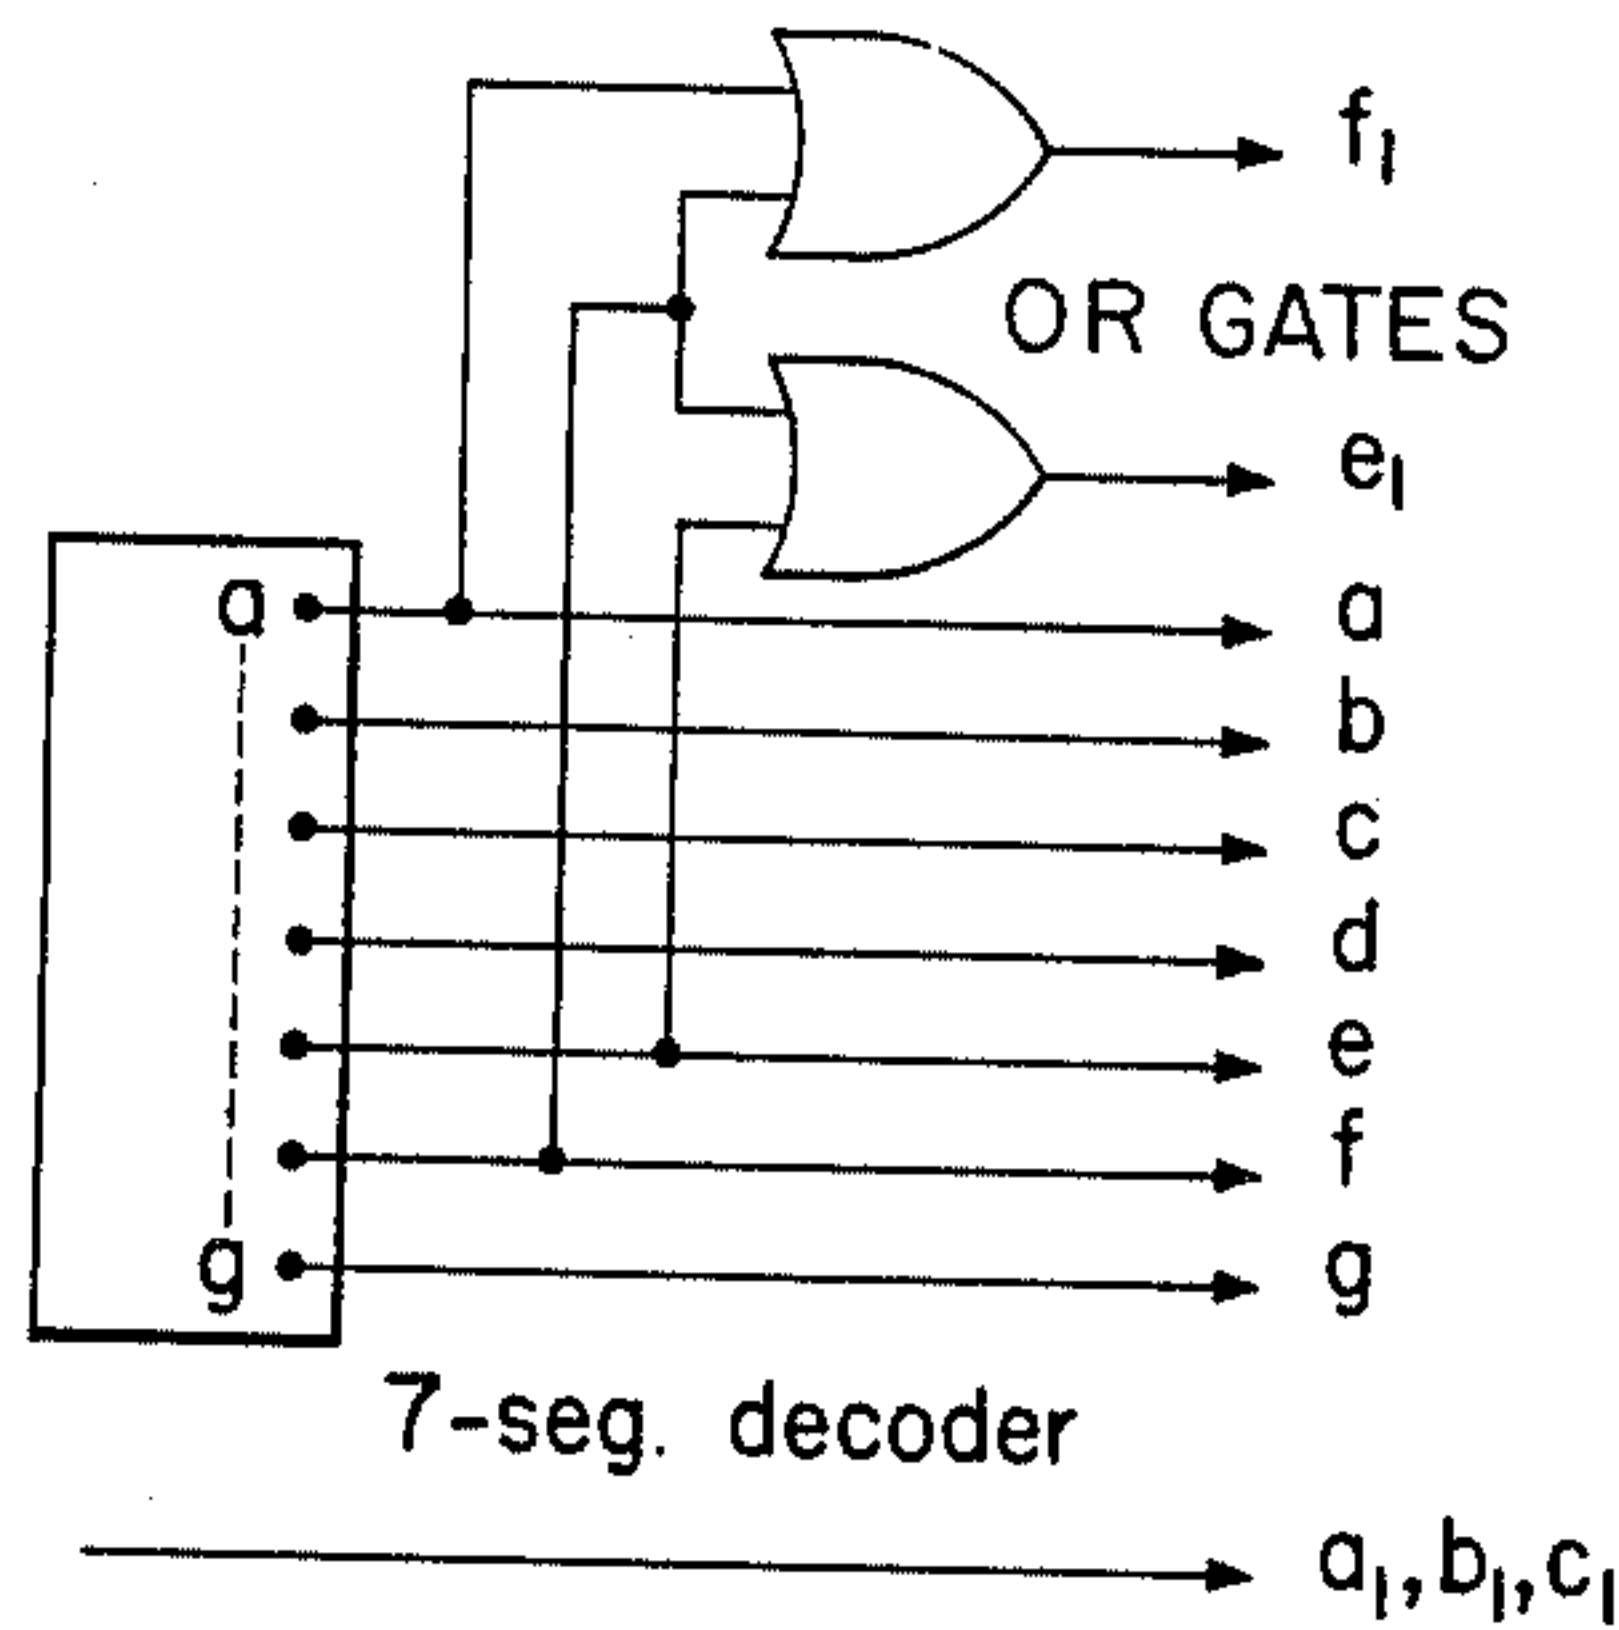 f₁
OR GATES
e₁
a a
b
c
d
e
f
g g
7-seg. decoder
a₁, b₁, c₁